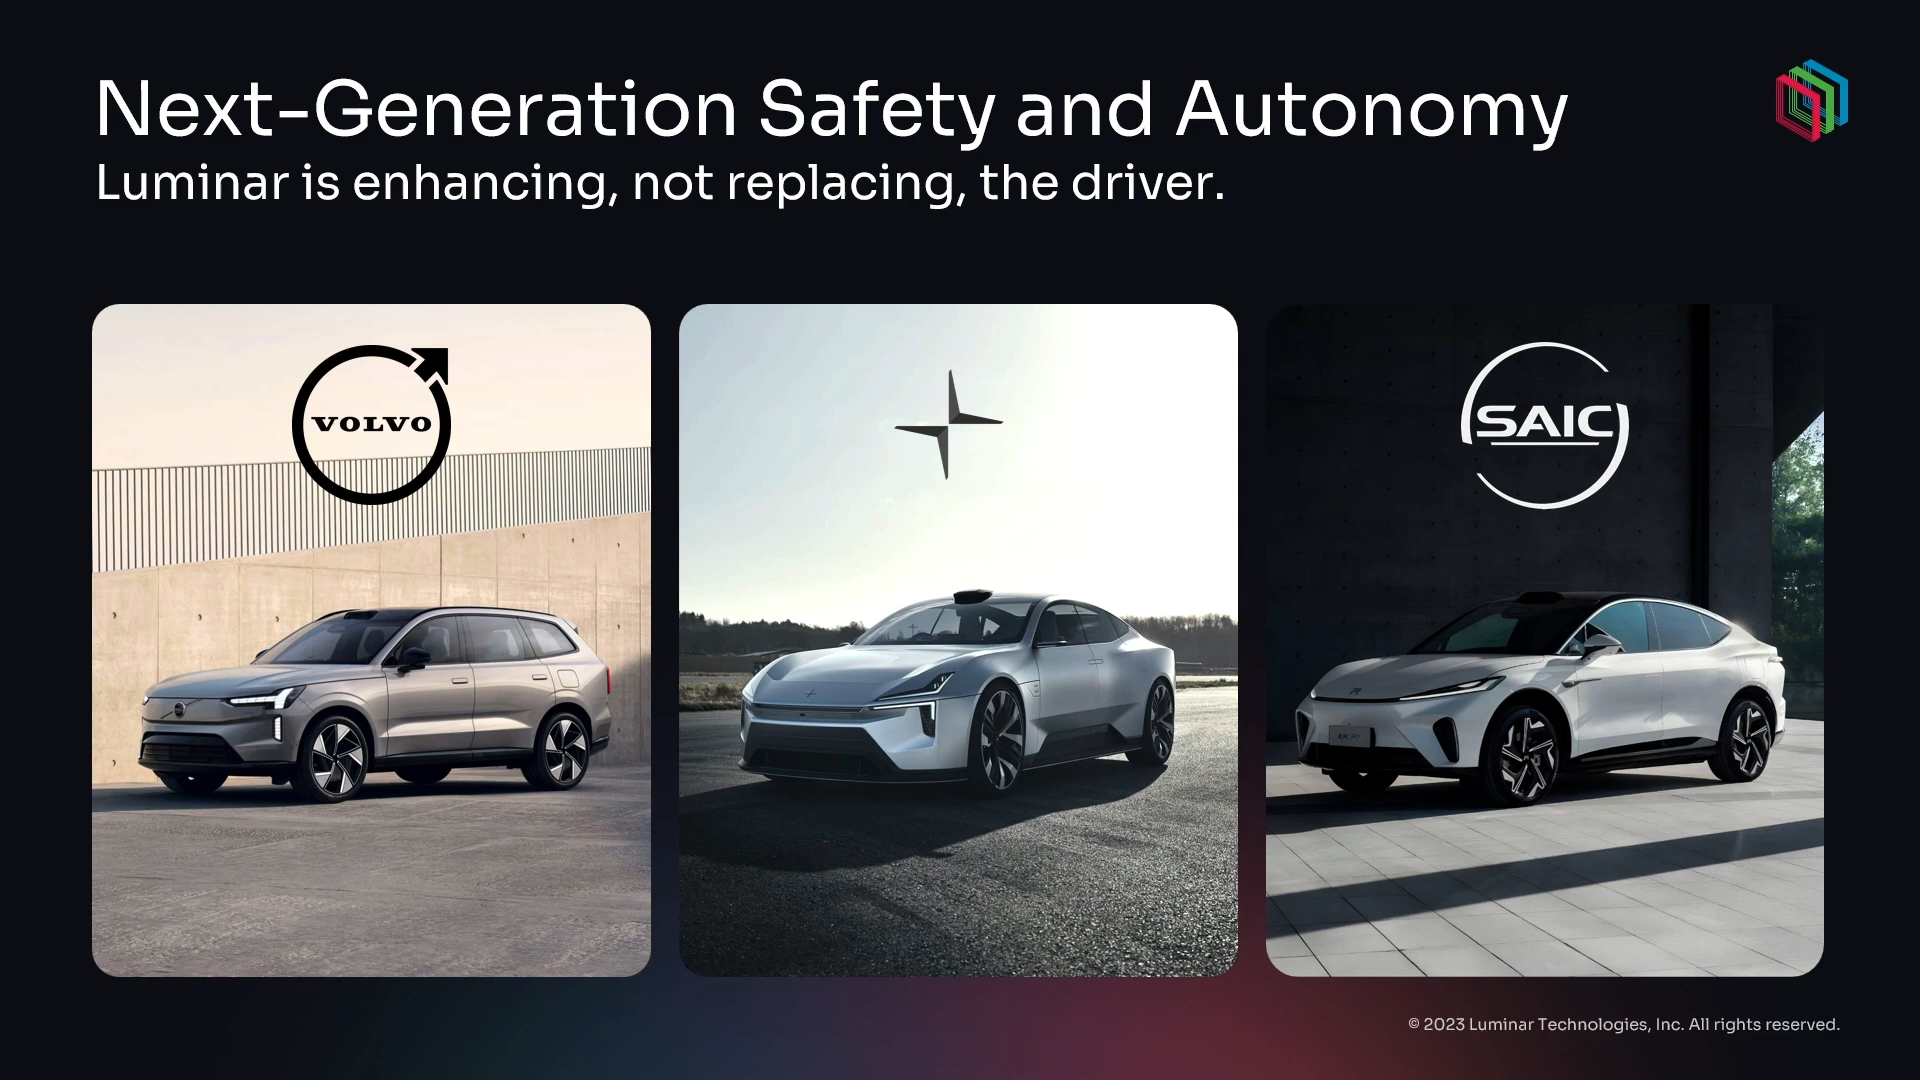 Next-Generation Safety and Autonomy
Luminar is enhancing, not replacing, the driver.
VOLVO
SAIC
© 2023 Luminar Technologies, Inc. All rights reserved.